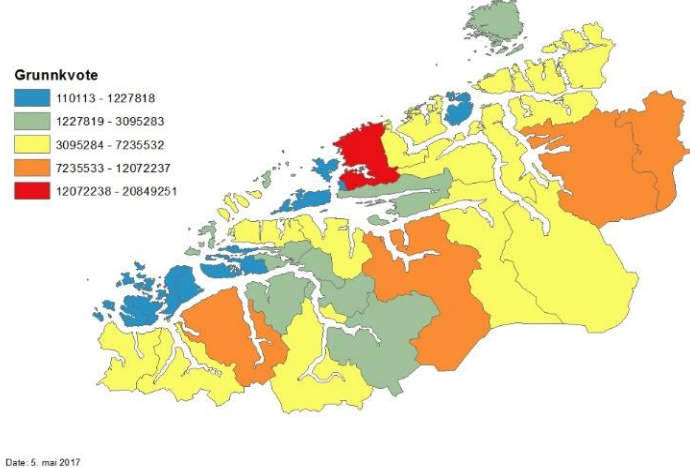 Grunnkvote
110113 - 1227818
1227819 - 3095283
3095284 - 7235532
7235533 - 12072237
12072238 - 20849251
Date: 5. mai 2017